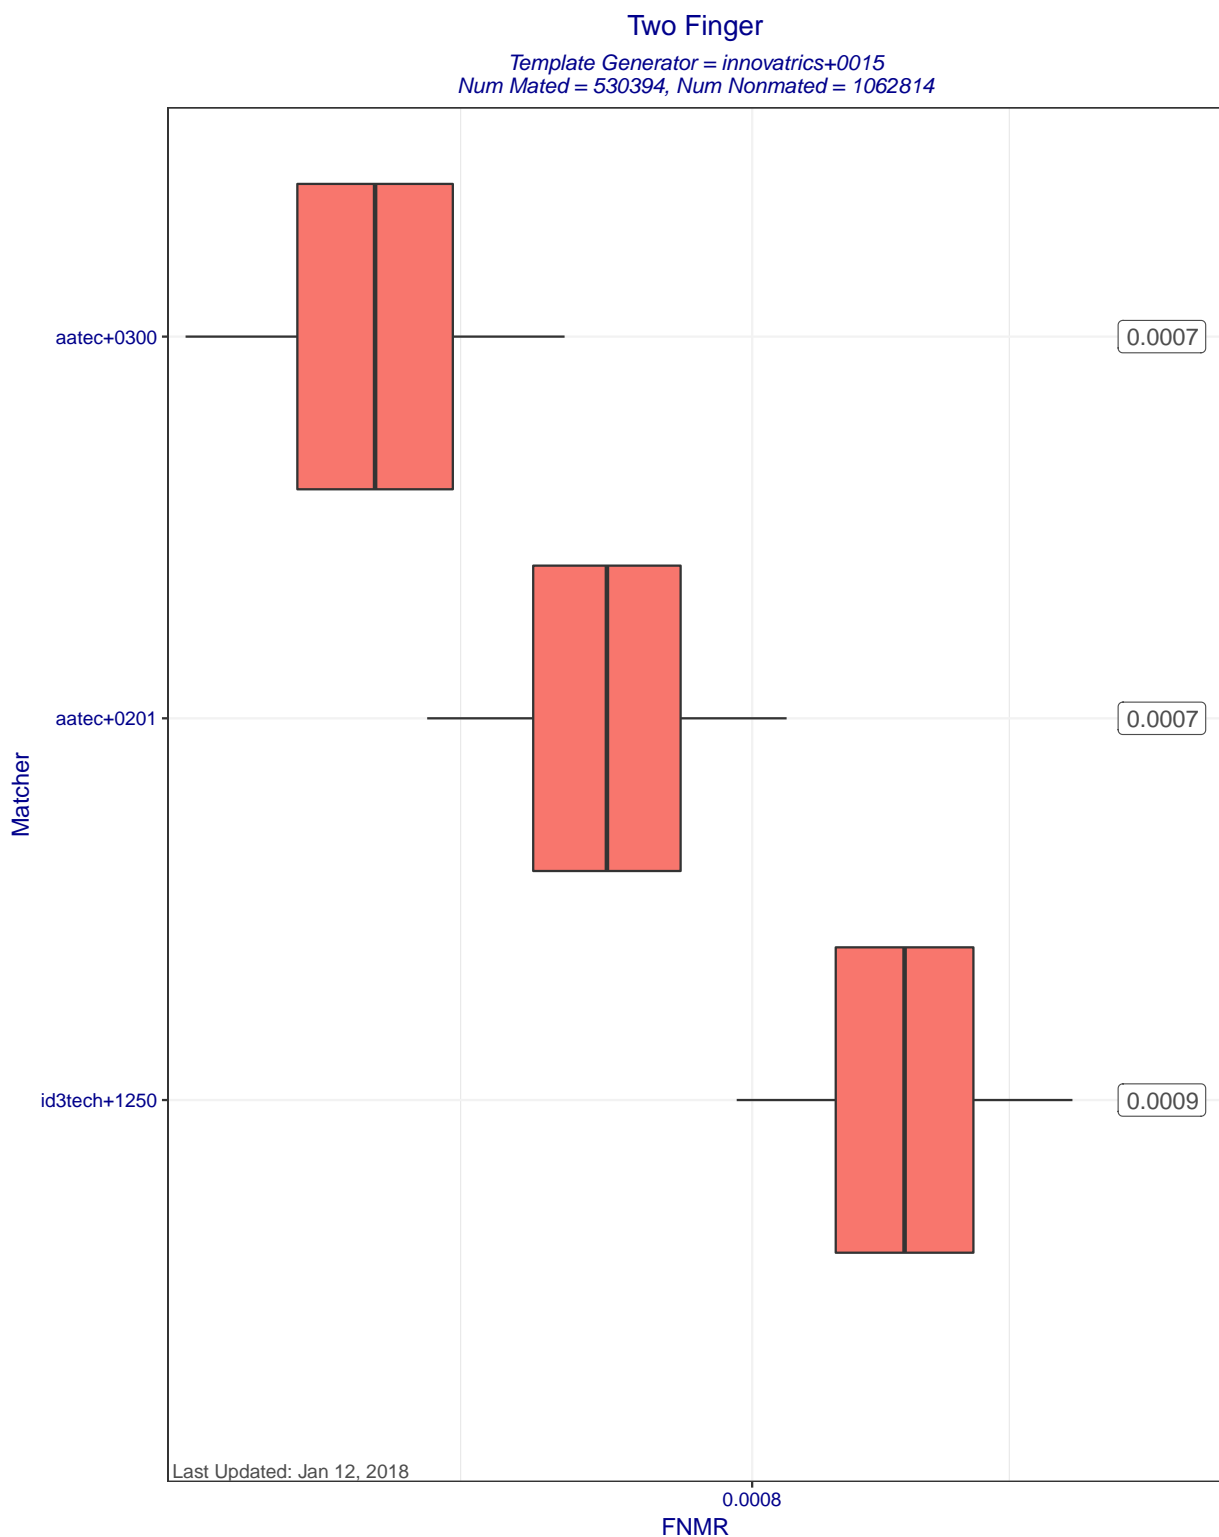 Two Finger
Template Generator = innovatrics+0015
Num Mated = 530394, Num Nonmated = 1062814
aatec+0300
0.0007
aatec+0201
0.0007
Matcher
id3tech+1250
0.0009
Last Updated: Jan 12, 2018
0.0008
FNMR